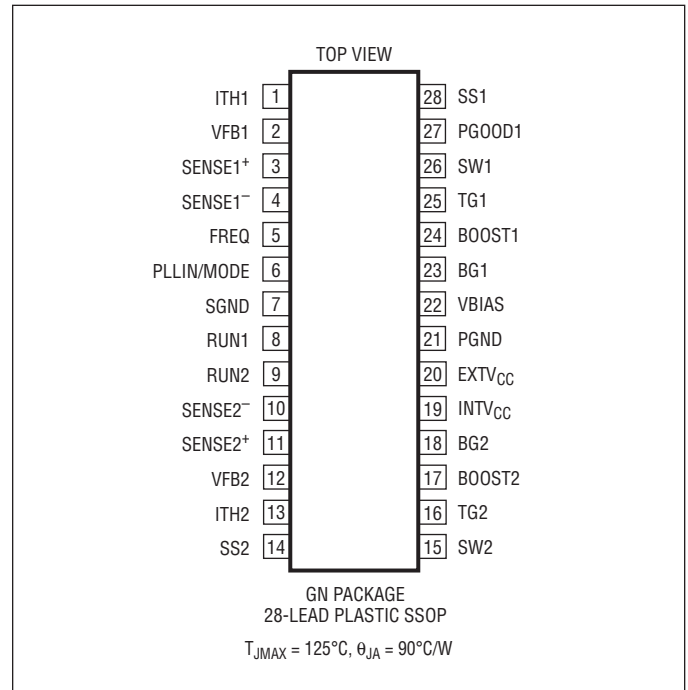 TOP VIEW
ITH1 1 28 SS1
VFB1 2 27 PGOOD1
SENSE1+ 3 26 SW1
SENSE1– 4 25 TG1
FREQ 5 24 BOOST1
PLLIN/MODE 6 23 BG1
SGND 7 22 VBIAS
RUN1 8 21 PGND
RUN2 9 20 EXTVCC
SENSE2– 10 19 INTVCC
SENSE2+ 11 18 BG2
VFB2 12 17 BOOST2
ITH2 13 16 TG2
SS2 14 15 SW2
GN PACKAGE
28-LEAD PLASTIC SSOP
TJMAX = 125°C, θJA = 90°C/W